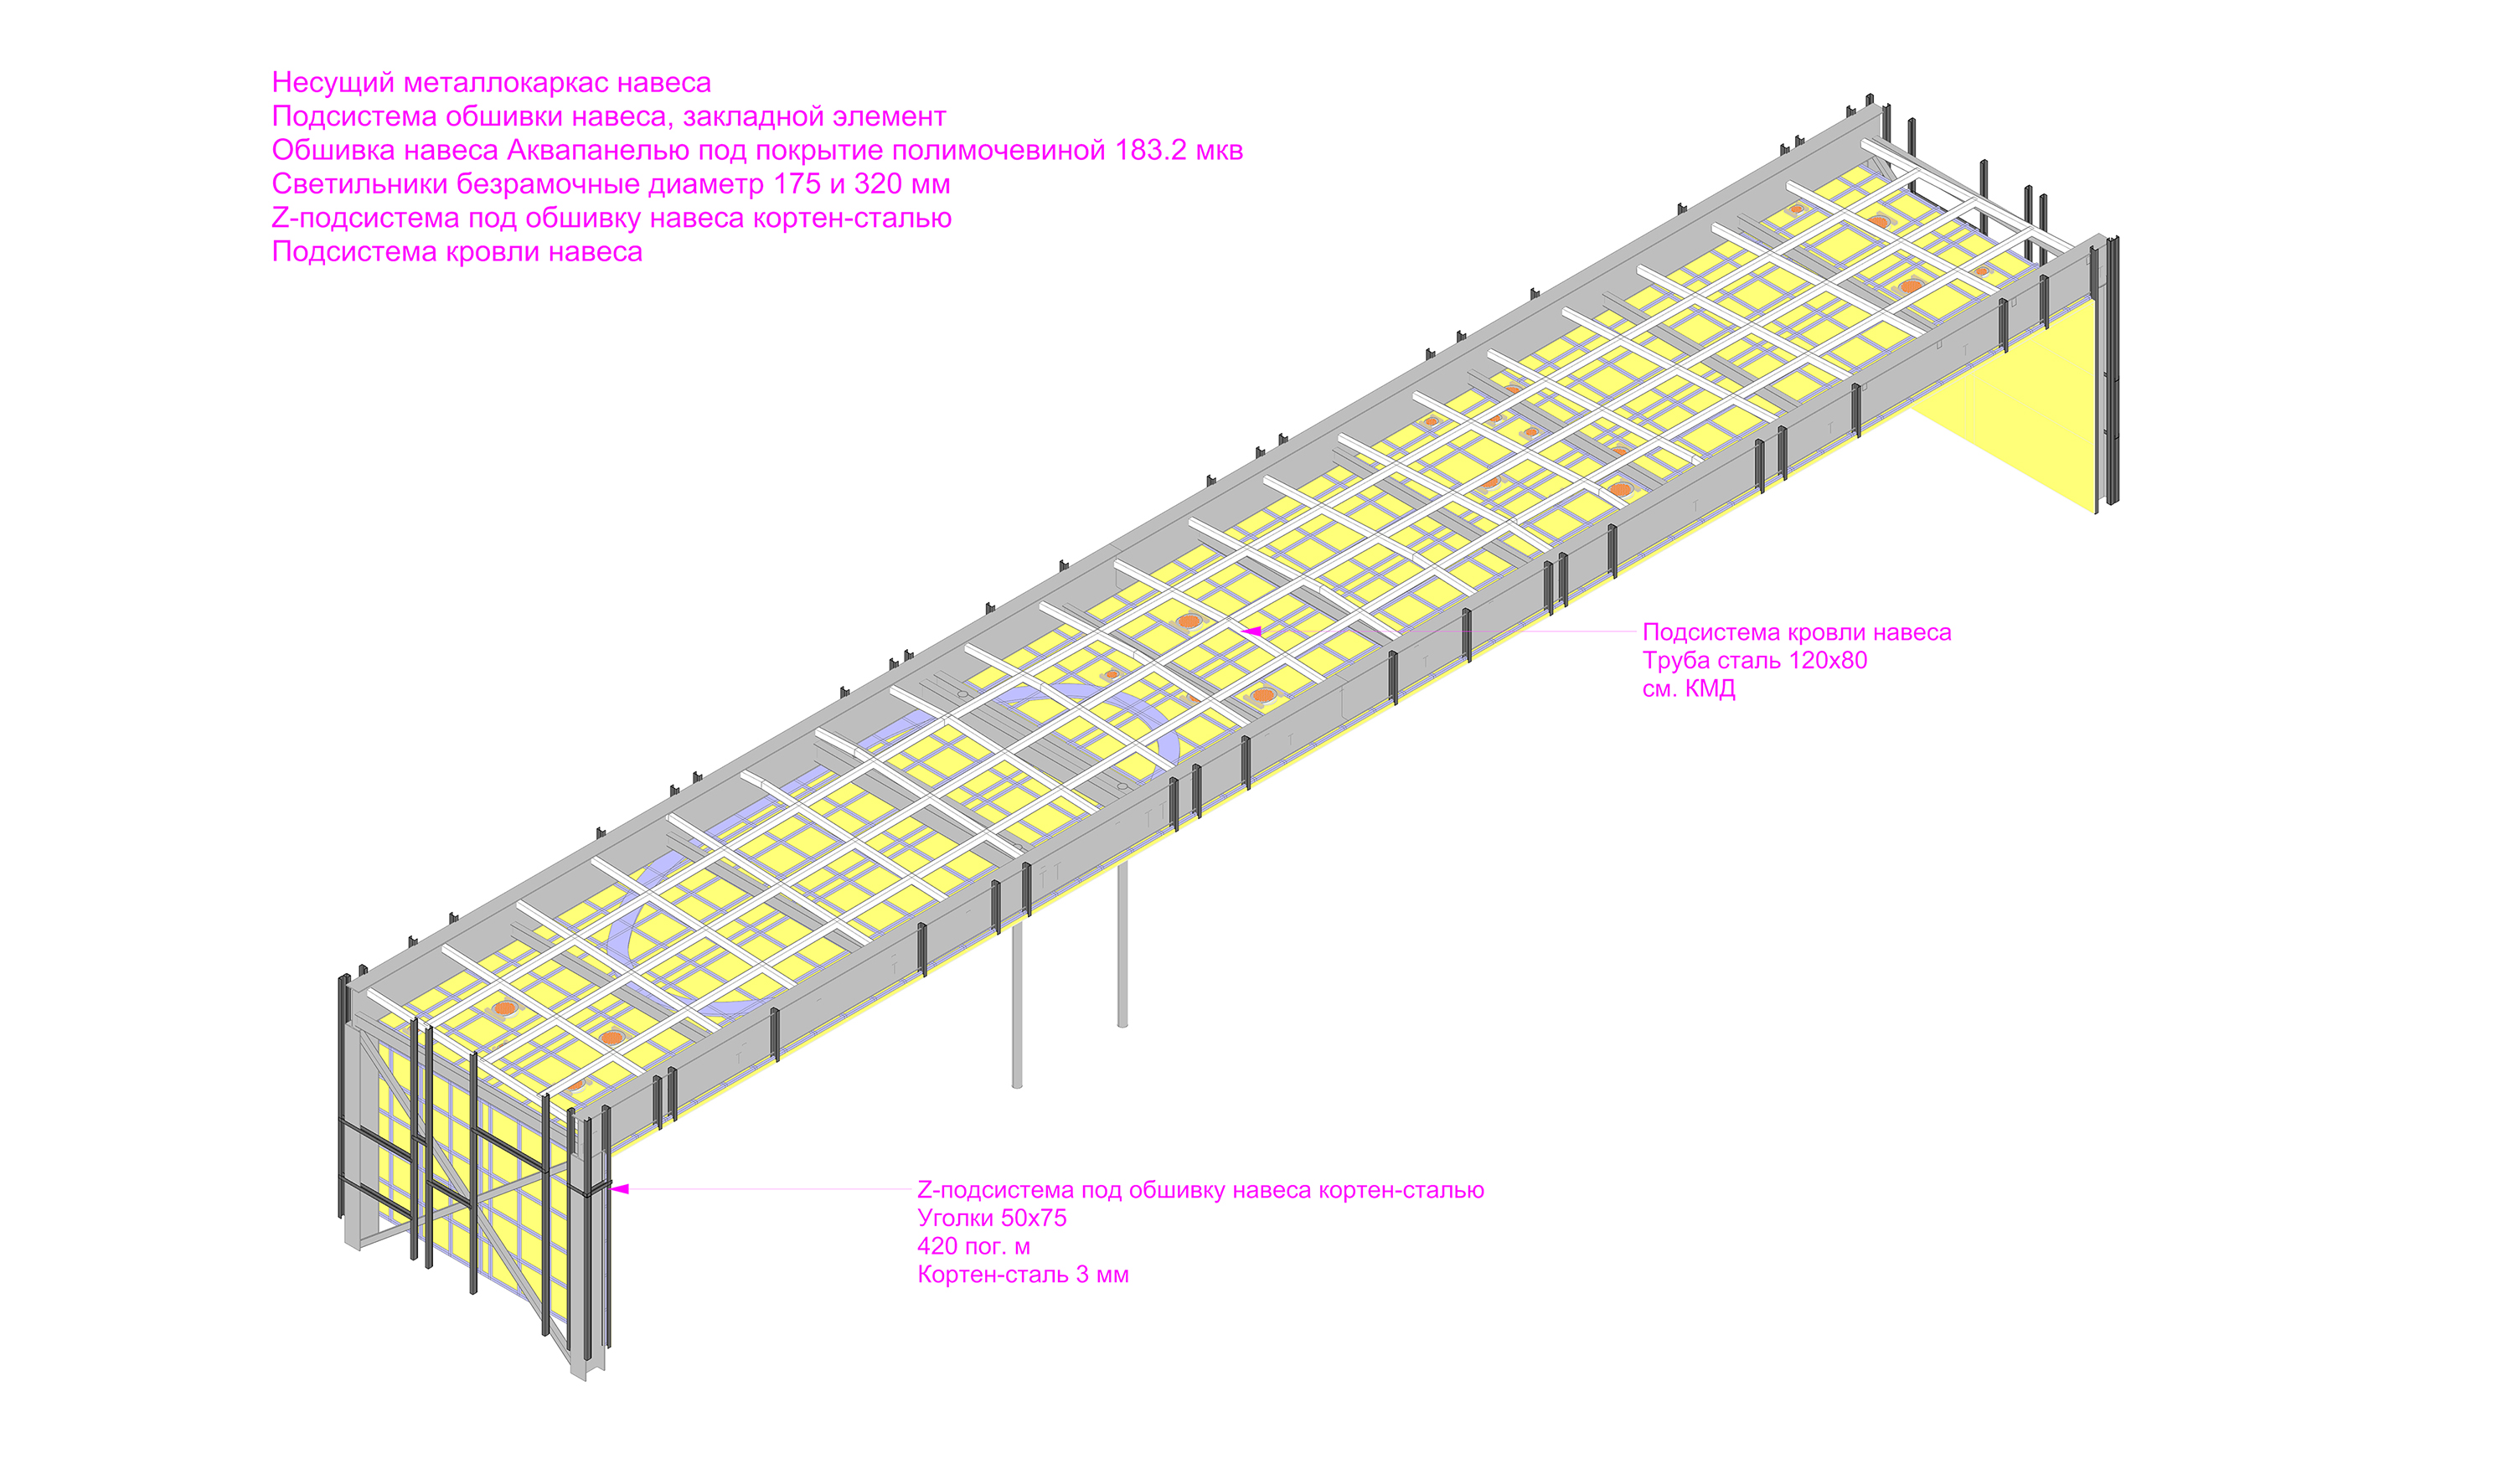 Несущий металлокаркас навеса
Подсистема обшивки навеса, закладной элемент
Обшивка навеса Аквапанелью под покрытие полимочевиной 183.2 мкв
Светильники безрамочные диаметр 175 и 320 мм
Z-подсистема под обшивку навеса кортен-сталью
Подсистема кровли навеса
Подсистема кровли навеса
Труба сталь 120х80
см. КМД
Z-подсистема под обшивку навеса кортен-сталью
Уголки 50х75
420 пог. м
Кортен-сталь 3 мм